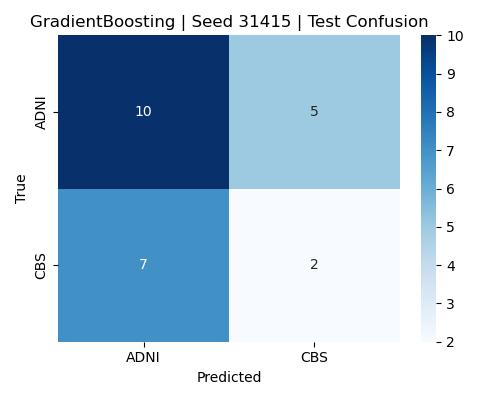 GradientBoosting | Seed 31415 | Test Confusion
True
ADNI
10
5
CBS
7
2
ADNI
CBS
Predicted
10
9
8
7
6
5
4
3
2